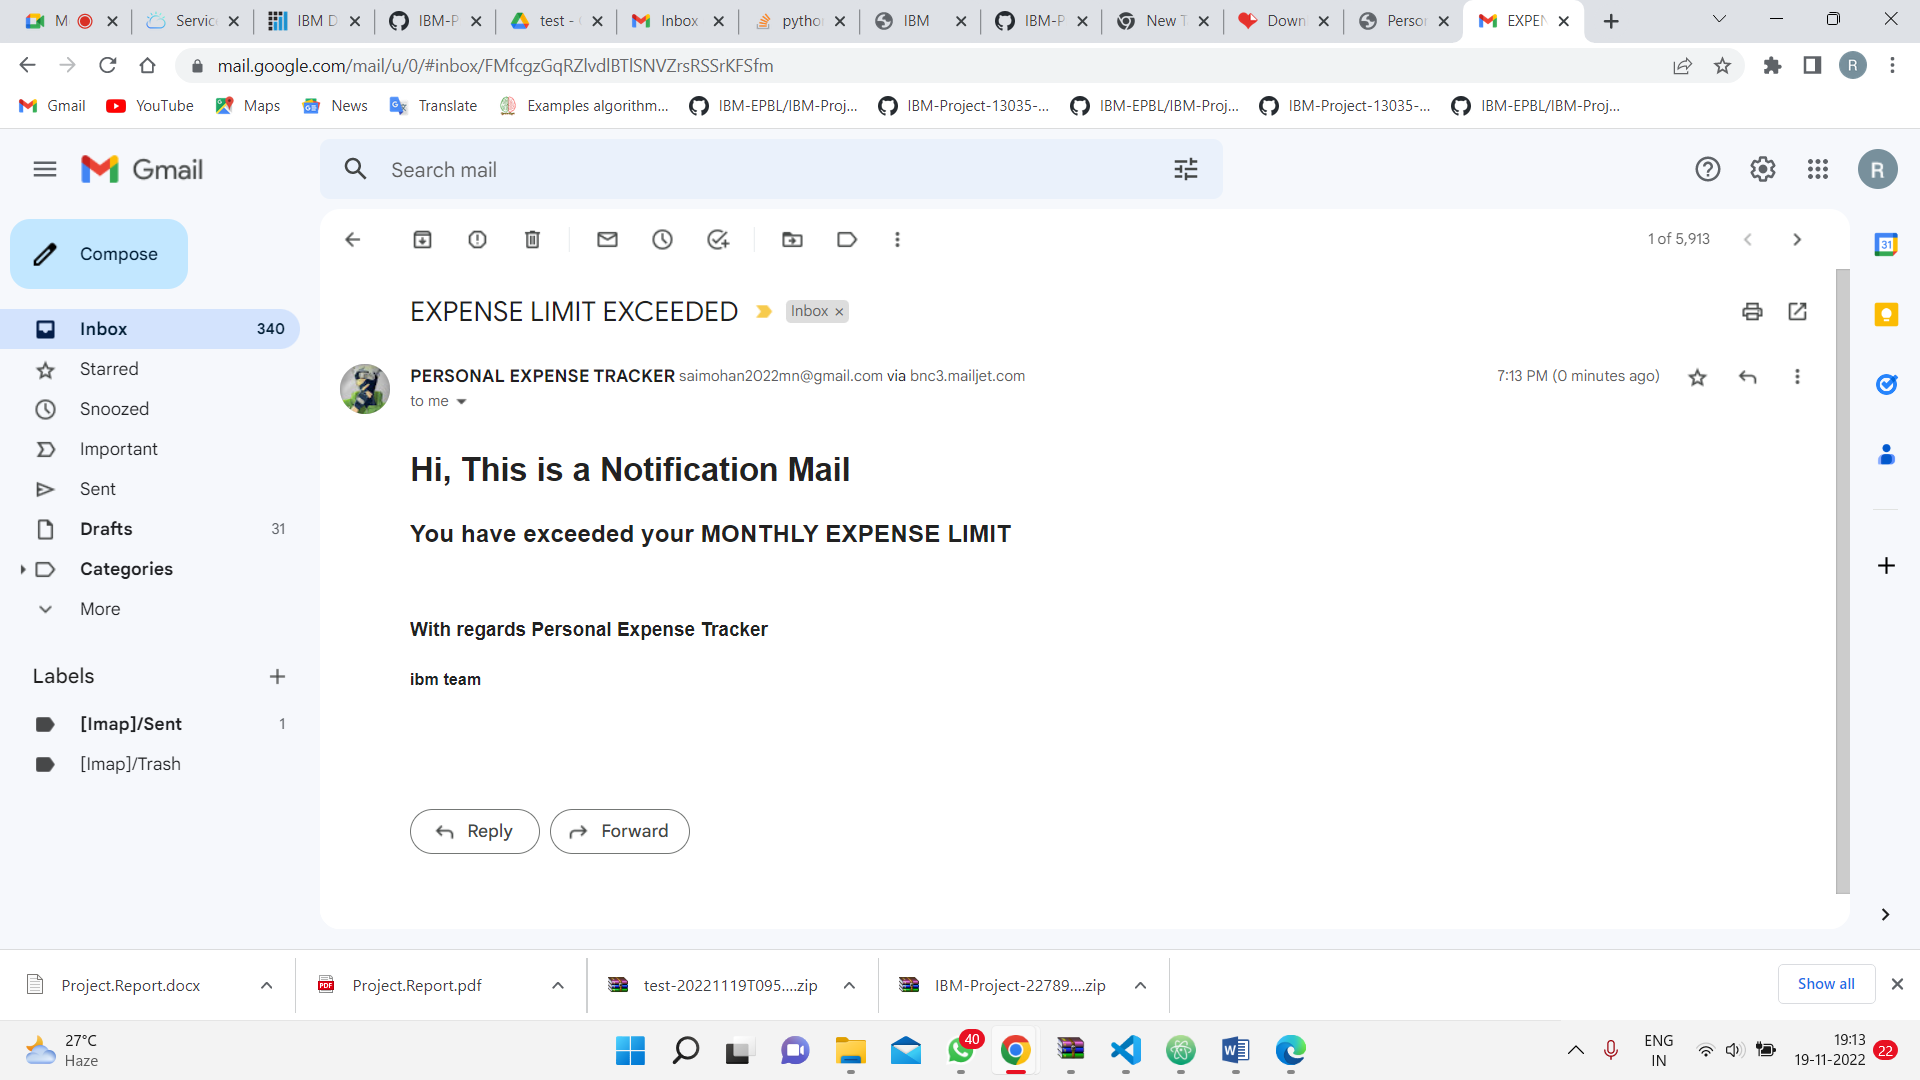 M
Servic
IBM D
IBM-P
test -
Inbox
pytho
IBM
IBM-P
New T
Down
Perso
EXPEN
mail.google.com/mail/u/0/#inbox/FMfcgzGqRZlvdlBTlSNVZrsRSSrKFSfm
R
Gmail
YouTube
Maps
News
Translate
Examples algorithm...
IBM-EPBL/IBM-Proj...
IBM-Project-13035-...
IBM-EPBL/IBM-Proj...
IBM-Project-13035-...
IBM-EPBL/IBM-Proj...
Gmail
Search mail
R
Compose
1 of 5,913
31
EXPENSE LIMIT EXCEEDED
Inbox ×
Inbox 340
Starred
Snoozed
Important
Sent
Drafts 31
Categories
More
Labels
[Imap]/Sent 1
[Imap]/Trash
PERSONAL EXPENSE TRACKER saimohan2022mn@gmail.com via bnc3.mailjet.com
7:13 PM (0 minutes ago)
to me
Hi, This is a Notification Mail
You have exceeded your MONTHLY EXPENSE LIMIT
With regards Personal Expense Tracker
ibm team
Reply
Forward
Project.Report.docx
PDF
Project.Report.pdf
test-20221119T095....zip
IBM-Project-22789....zip
Show all
27°C
Haze
40
ENG
IN
19:13
19-11-2022
22